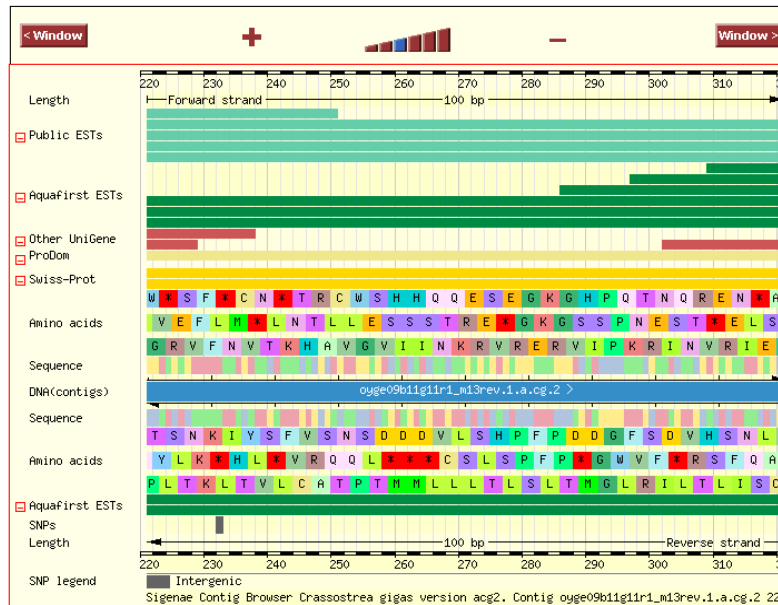 < Window + − Window >
220 230 240 250 260 270 280 290 300 310
Length Forward strand 100 bp
Public ESTs
Aquafirst ESTs
Other UniGene
ProDom
Swiss-Prot
W * S F * C N * T R C W S H H Q Q E S E G K G H P Q T N Q R E N * A
Amino acids V E F L M * L N T L L E S S S T R E * G K G S S P N E S T * E L S
G R V F N V T K H A V G V I I N K R V R E R V I P K R I N V R I E
Sequence
DNA(contigs) oyge09b11g11r1_m13rev.1.a.cg.2 >
Sequence
T S N K I Y S F V S N S D D D V L S H P F P D D G F S D V H S N L
Amino acids Y L K * H L * V R Q Q L * * * C S L S P F P * G W V F * R S F Q A
P L T K L T V L C A T P T M M L L L T L S L T M G L R I L T L I S C
Aquafirst ESTs
SNPs
Length 100 bp Reverse strand
220 230 240 250 260 270 280 290 300 310
SNP legend Intergenic
Sigenae Contig Browser Crassostrea gigas version acg2. Contig oyge09b11g11r1_m13rev.1.a.cg.2 22